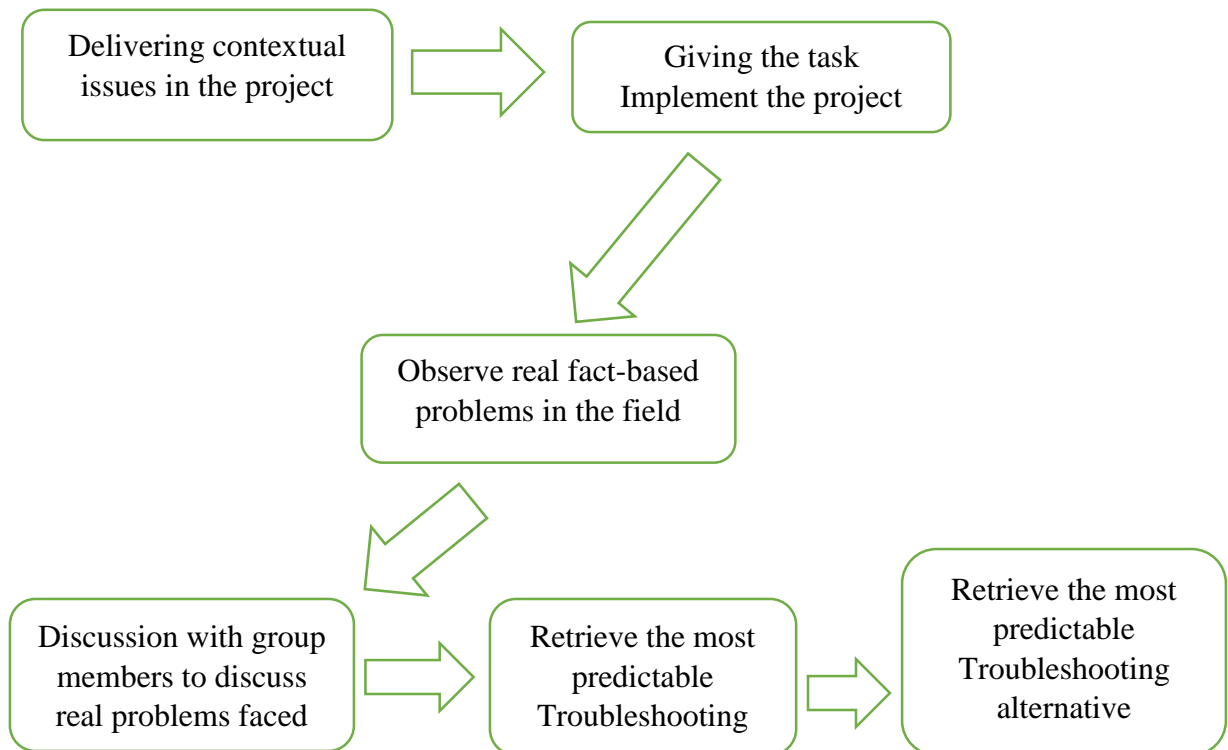 Delivering contextual
issues in the project
Giving the task
Implement the project
Observe real fact-based
problems in the field
Discussion with group
members to discuss
real problems faced
Retrieve the most
predictable
Troubleshooting
Retrieve the most
predictable
Troubleshooting
alternative